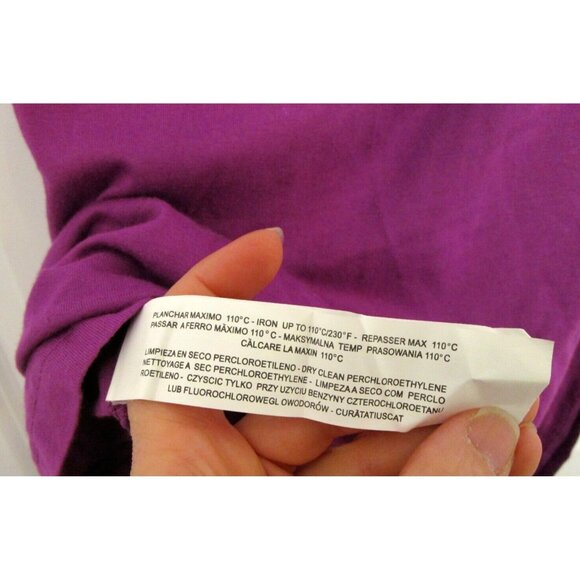 PLANCHAR MAXIMO 110°C - IRON UP TO 110°C/230°F - REPASSER MAX 110°C
PASSAR A FERRO MÁXIMO 110°C - MAKSYMALNA TEMP PRASOWANIA 110°C
CĂLCARE LA MAXIN 110°C
LIMPIEZA EN SECO PERCLOROETILENO - DRY CLEAN PERCHLOROETHYLENE
NETTOYAGE A SEC PERCHLOROETHYLENE - LIMPEZA A SECO COM PERCLO
ROETILENO - CZYSCIC TYLKO PRZY UZYCIU BENZYNY CZTEROCHLOROETANU
LUB FLUOROCHLOROWEGL OWODORÓW - CURĂTATIUSCAT